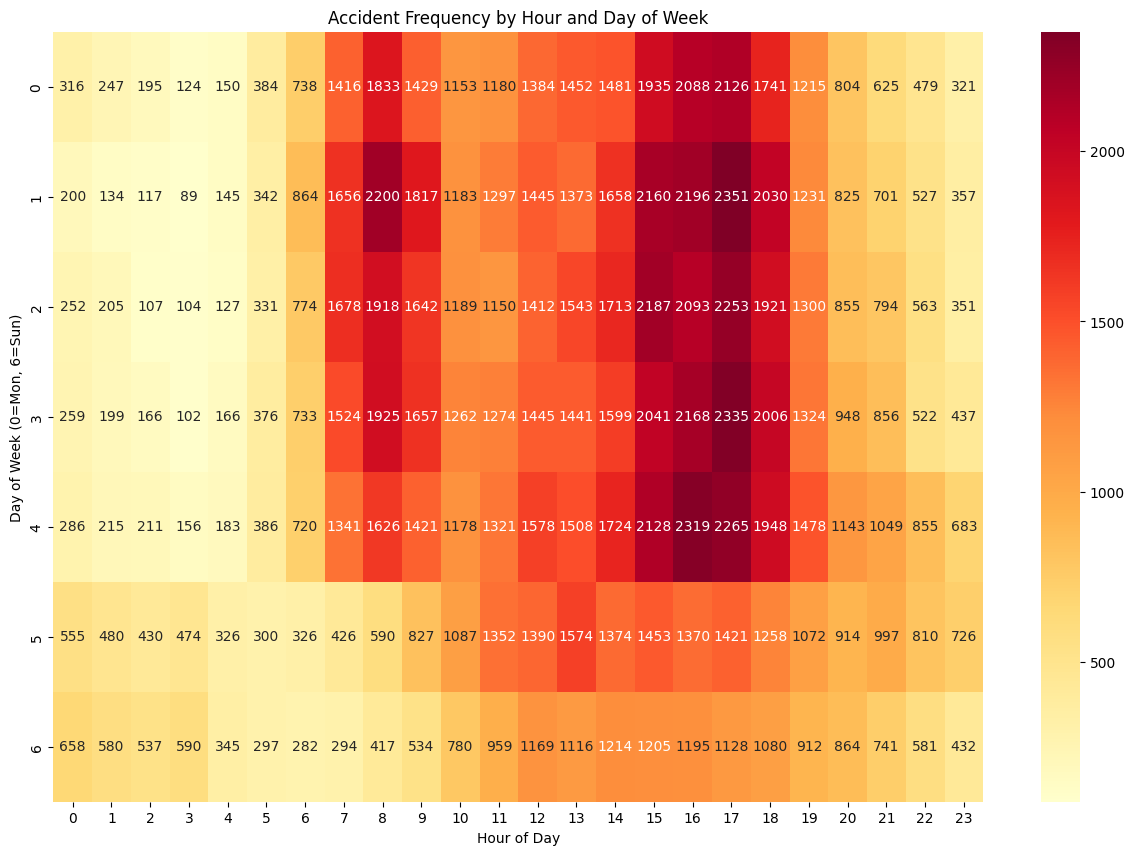 Accident Frequency by Hour and Day of Week
Day of Week (0=Mon, 6=Sun)
0 316 247 195 124 150 384 738 1416 1833 1429 1153 1180 1384 1452 1481 1935 2088 2126 1741 1215 804 625 479 321
1 200 134 117 89 145 342 864 1656 2200 1817 1183 1297 1445 1373 1658 2160 2196 2351 2030 1231 825 701 527 357
2 252 205 107 104 127 331 774 1678 1918 1642 1189 1150 1412 1543 1713 2187 2093 2253 1921 1300 855 794 563 351
3 259 199 166 102 166 376 733 1524 1925 1657 1262 1274 1445 1441 1599 2041 2168 2335 2006 1324 948 856 522 437
4 286 215 211 156 183 386 720 1341 1626 1421 1178 1321 1578 1508 1724 2128 2319 2265 1948 1478 1143 1049 855 683
5 555 480 430 474 326 300 326 426 590 827 1087 1352 1390 1574 1374 1453 1370 1421 1258 1072 914 997 810 726
6 658 580 537 590 345 297 282 294 417 534 780 959 1169 1116 1214 1205 1195 1128 1080 912 864 741 581 432
0 1 2 3 4 5 6 7 8 9 10 11 12 13 14 15 16 17 18 19 20 21 22 23
Hour of Day
2000
1500
1000
500